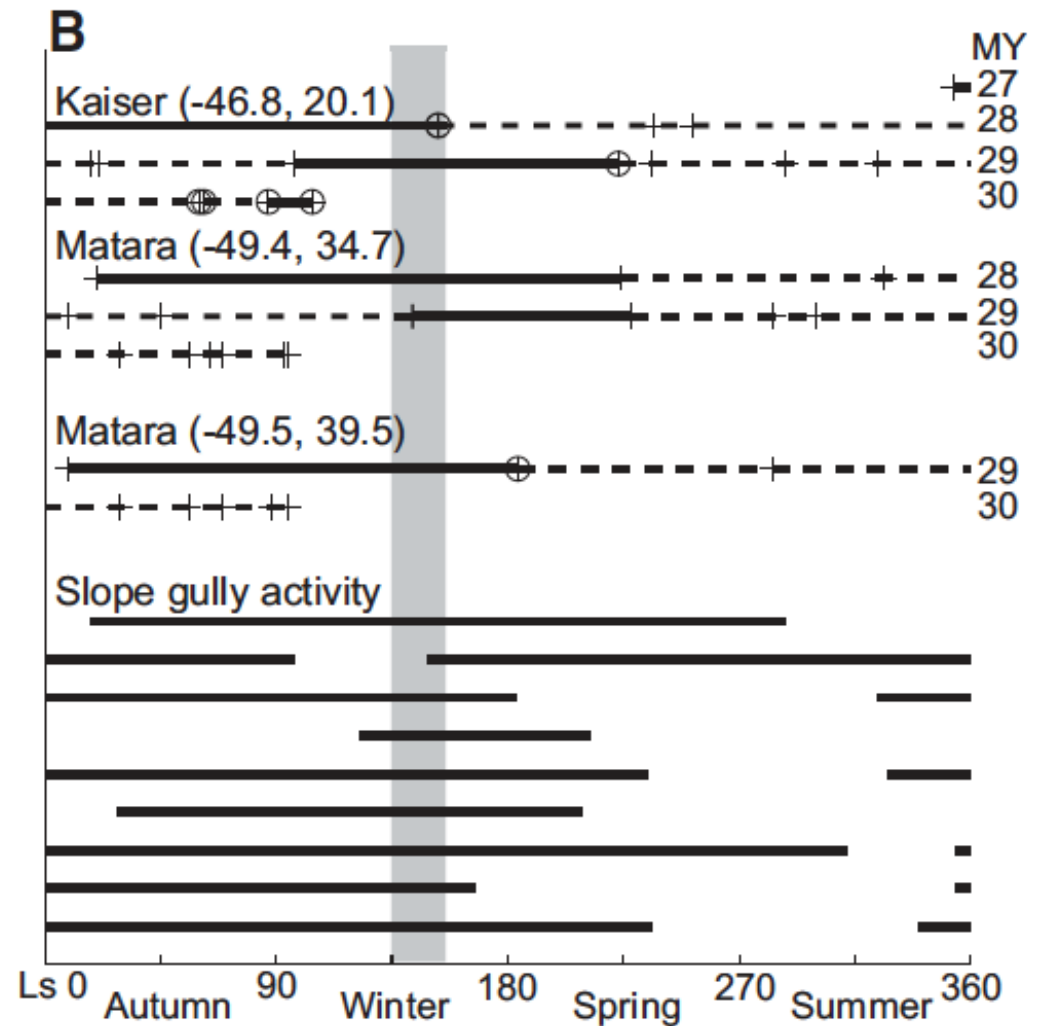 B
MY
27
Kaiser (-46.8, 20.1)
28
29
30
Matara (-49.4, 34.7)
28
29
30
Matara (-49.5, 39.5)
29
30
Slope gully activity
Ls 0 90 180 270 360
Autumn Winter Spring Summer